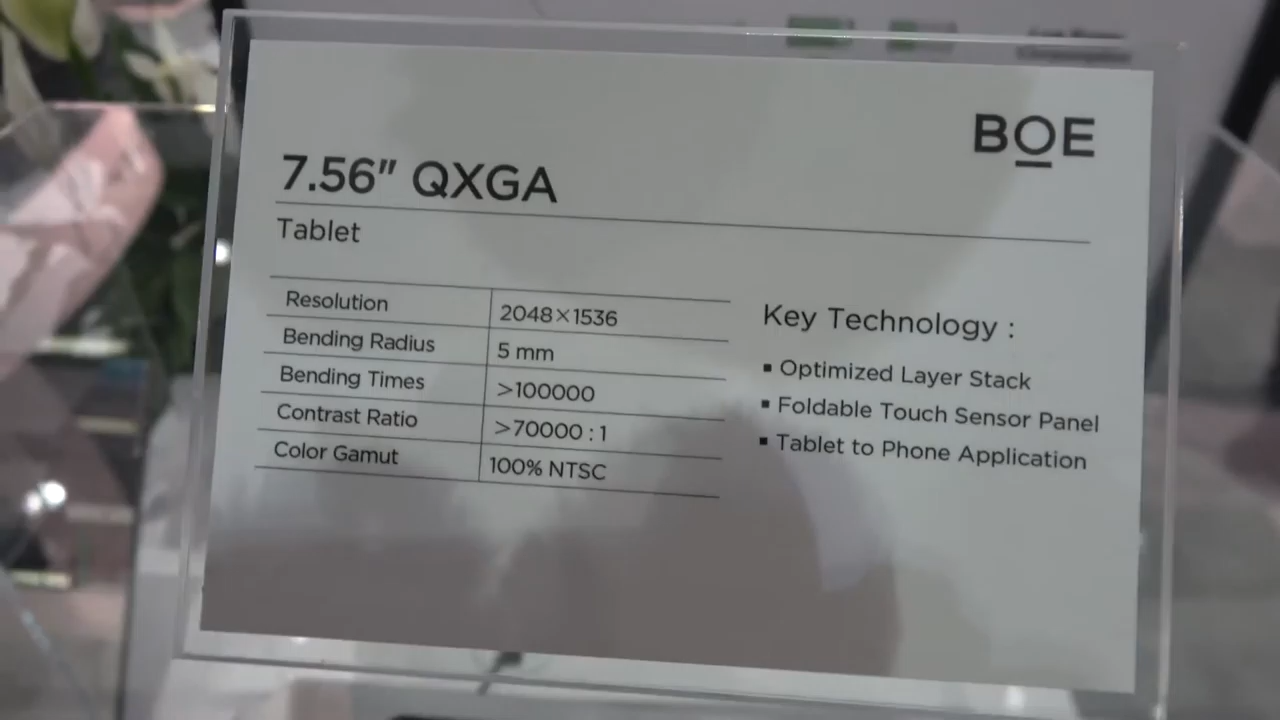 BOE
7.56" QXGA
Tablet
Resolution 2048×1536
Bending Radius 5 mm
Bending Times >100000
Contrast Ratio >70000 : 1
Color Gamut 100% NTSC
Key Technology :
▪ Optimized Layer Stack
▪ Foldable Touch Sensor Panel
▪ Tablet to Phone Application